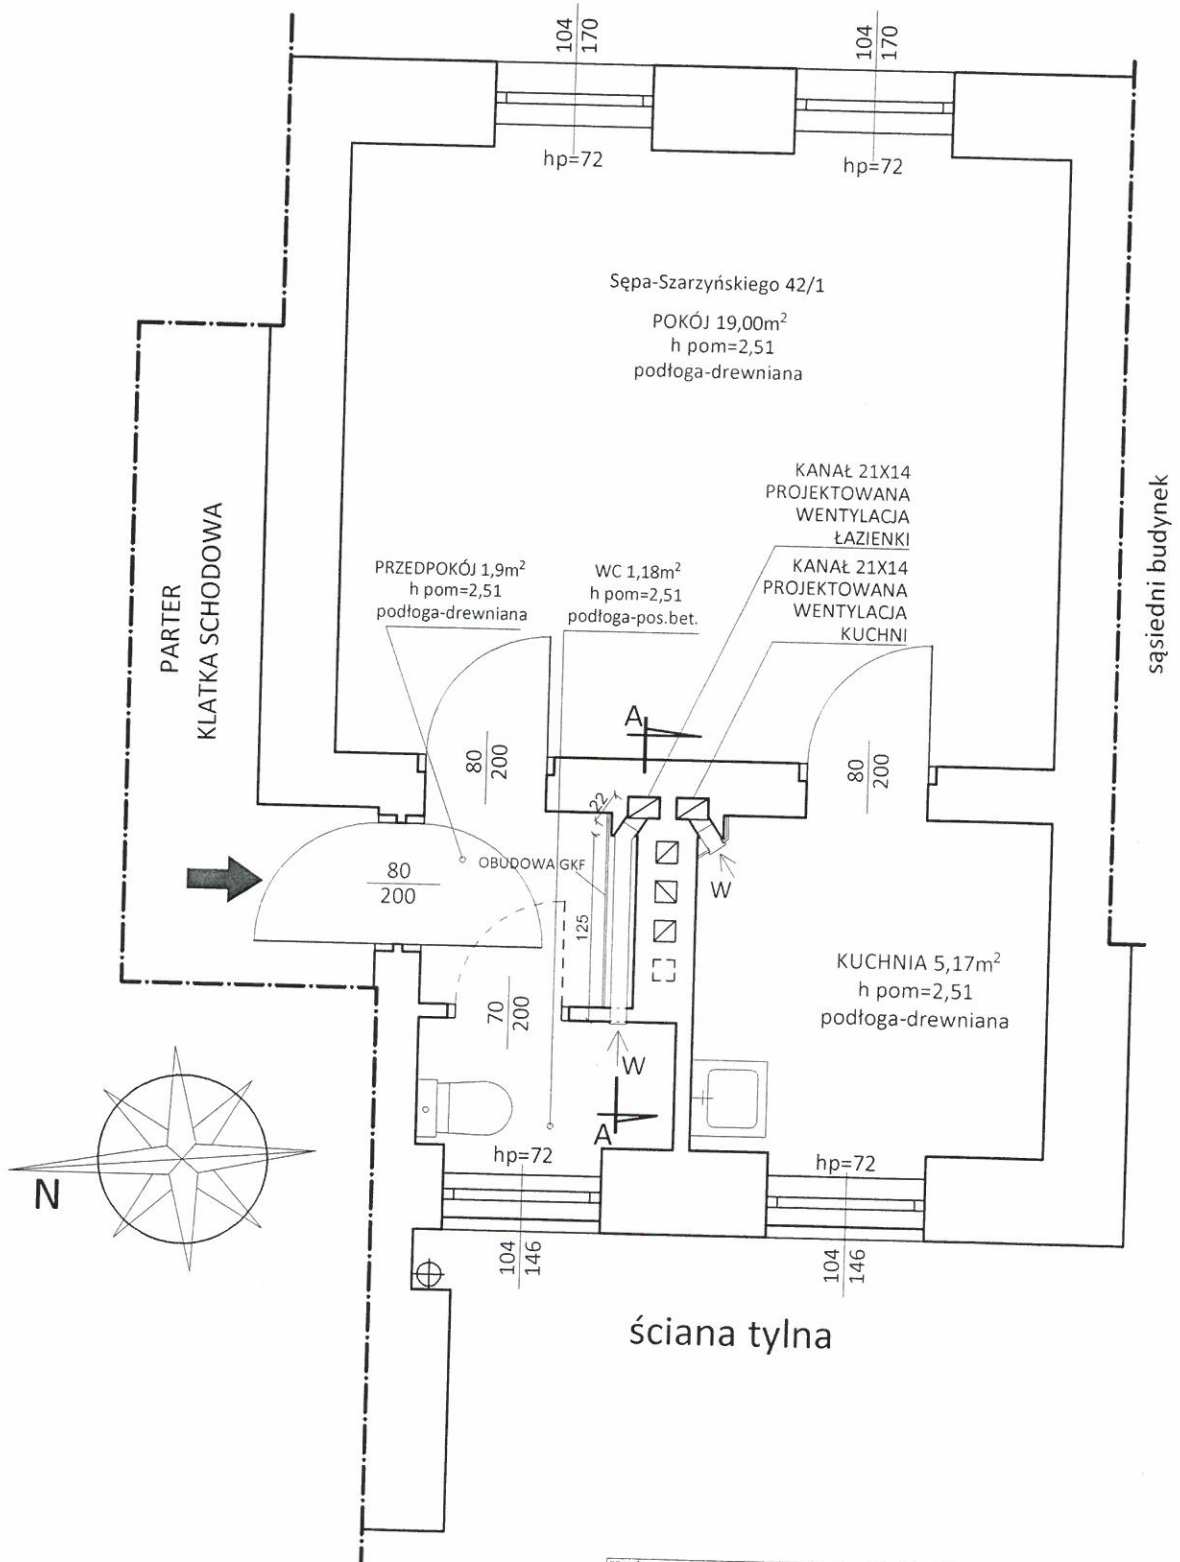 104
170
104
170
hp=72
hp=72
Sępa-Szarzyńskiego 42/1
POKÓJ 19,00m²
h pom=2,51
podłoga-drewniana
KANAŁ 21X14
PROJEKTOWANA
WENTYLACJA
ŁAZIENKI
KANAŁ 21X14
PROJEKTOWANA
WENTYLACJA
KUCHNI
PRZEDPOKÓJ 1,9m²
h pom=2,51
podłoga-drewniana
WC 1,18m²
h pom=2,51
podłoga-pos.bet.
PARTER
KLATKA SCHODOWA
sąsiedni budynek
A
80
200
80
200
22
80
200
OBUDOWA GKF
W
125
KUCHNIA 5,17m²
h pom=2,51
podłoga-drewniana
70
200
W
A
hp=72
hp=72
N
104
146
104
146
ściana tylna